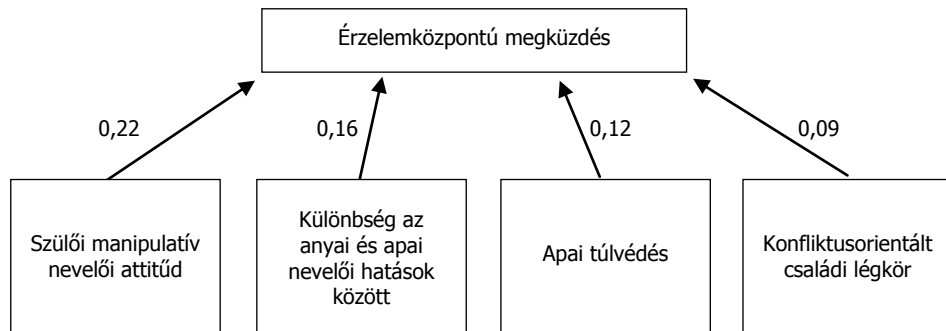 Érzelemközpontú megküzdés
0,22
0,16
0,12
0,09
Szülői manipulatív
nevelői attitűd
Különbség az
anyai és apai
nevelői hatások
között
Apai túlvédés
Konfliktusorientált
családi légkör